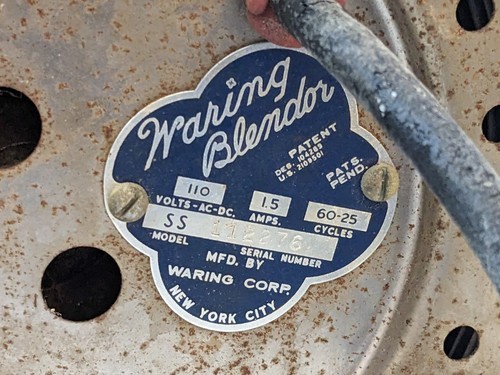 Waring
Blendor
PATENT
DES. 104289
U.S. 2109501
PATS.
PEND.
110
VOLTS-AC-DC.
1.5
AMPS.
60-25
CYCLES
SS
MODEL
SERIAL NUMBER
MFD. BY
WARING CORP.
NEW YORK CITY